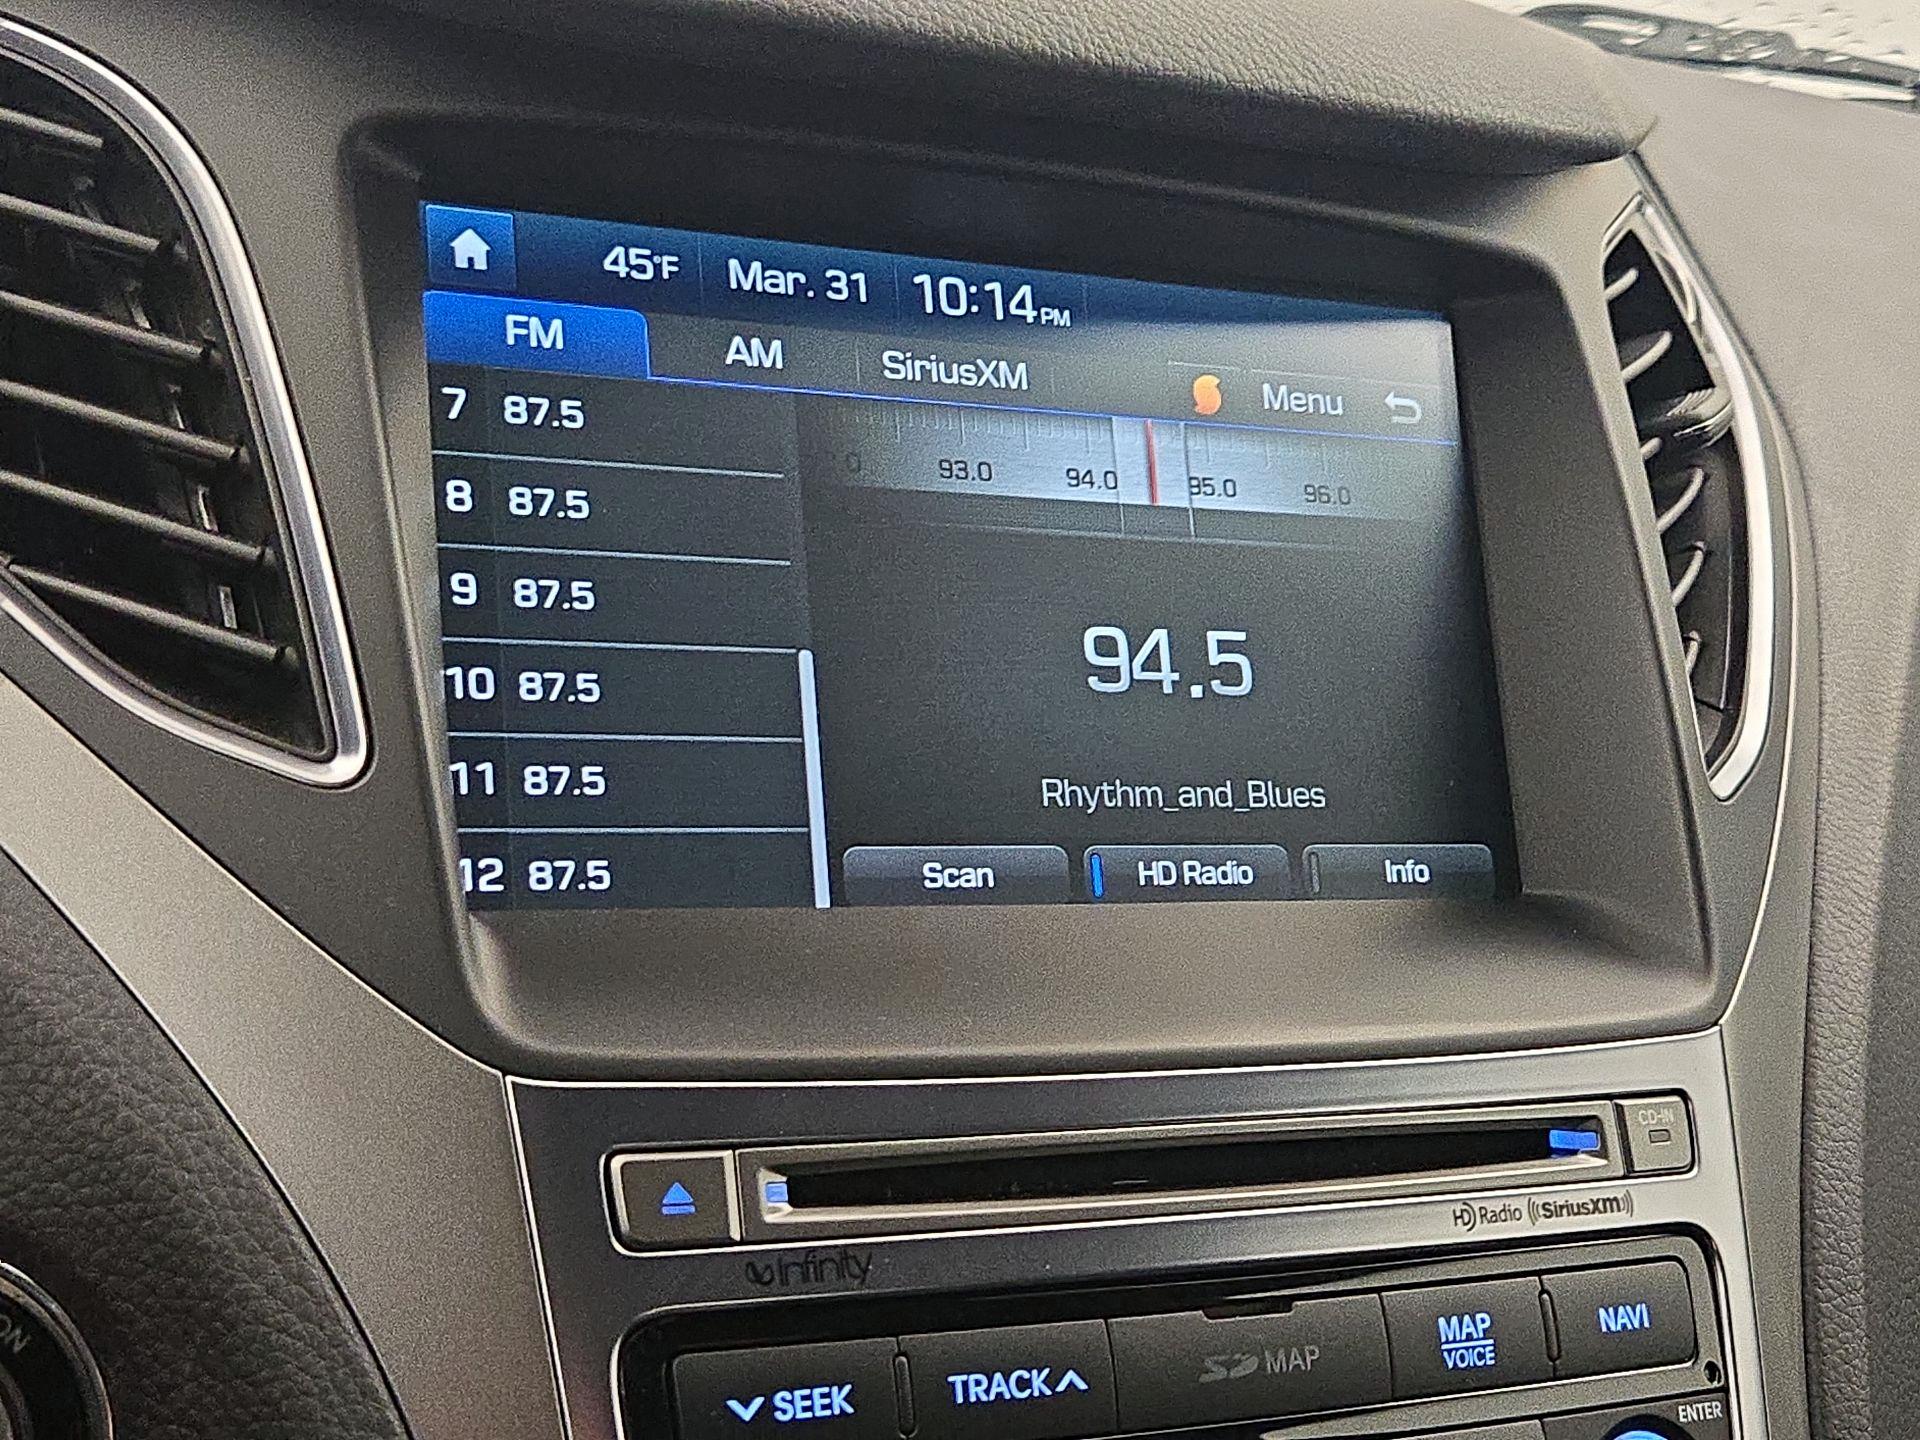 45°F Mar. 31 10:14PM
FM AM SiriusXM Menu
7 87.5
8 87.5
9 87.5
10 87.5
11 87.5
12 87.5
.0 93.0 94.0 95.0 96.0
94.5
Rhythm_and_Blues
Scan HD Radio Info
CD-IN
HD Radio SiriusXM
Infinity
SEEK TRACK SD MAP MAP VOICE NAVI
ENTER
ON